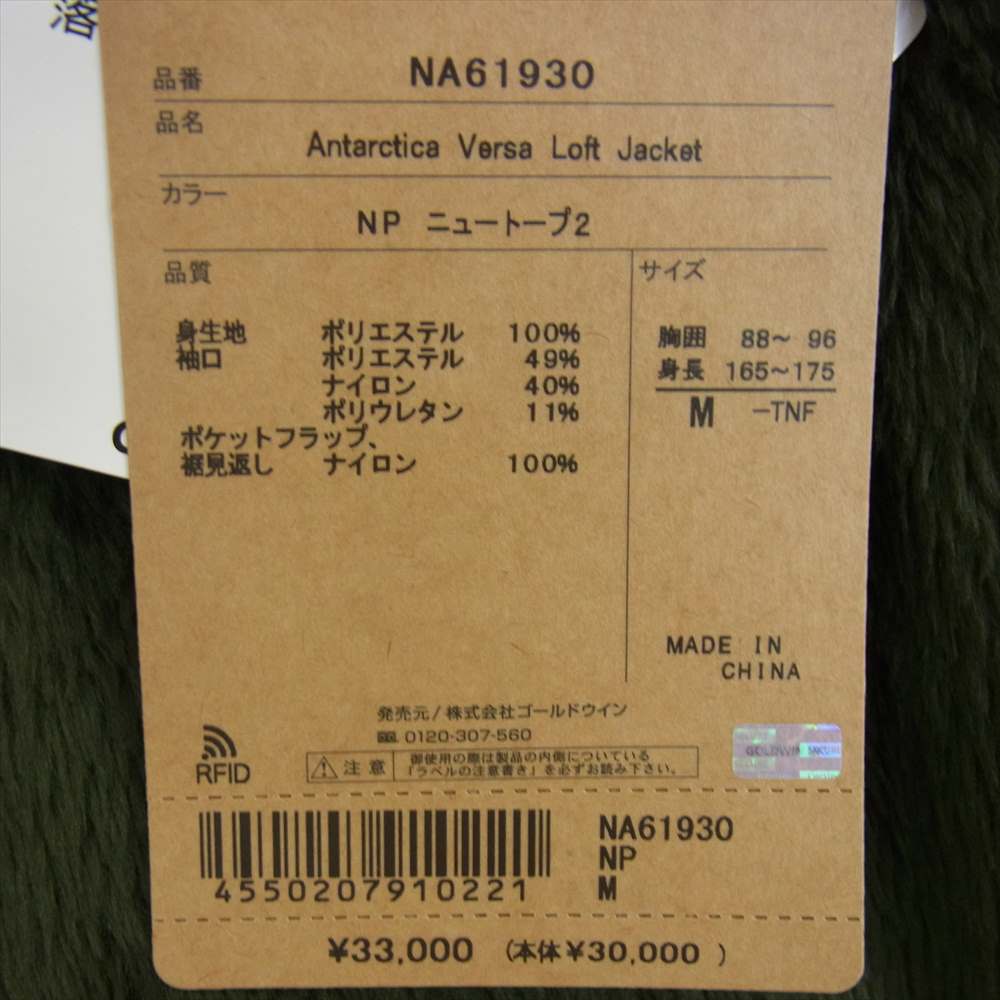 品番 NA61930
品名
Antarctica Versa Loft Jacket
カラー
NP ニュートープ2
品質
身生地 ポリエステル 100%
袖口 ポリエステル 49%
ナイロン 40%
ポリウレタン 11%
ポケットフラップ、
裾見返し ナイロン 100%
サイズ
胸囲 88〜 96
身長 165〜175
M -TNF
MADE IN
CHINA
発売元/株式会社ゴールドウイン
0120-307-560
RFID
注意
御使用の際は製品の内側についている
「ラベルの注意書き」を必ずお読み下さい。
GOLDWIN
4550207910221
NA61930
NP
M
¥33,000 (本体¥30,000 )